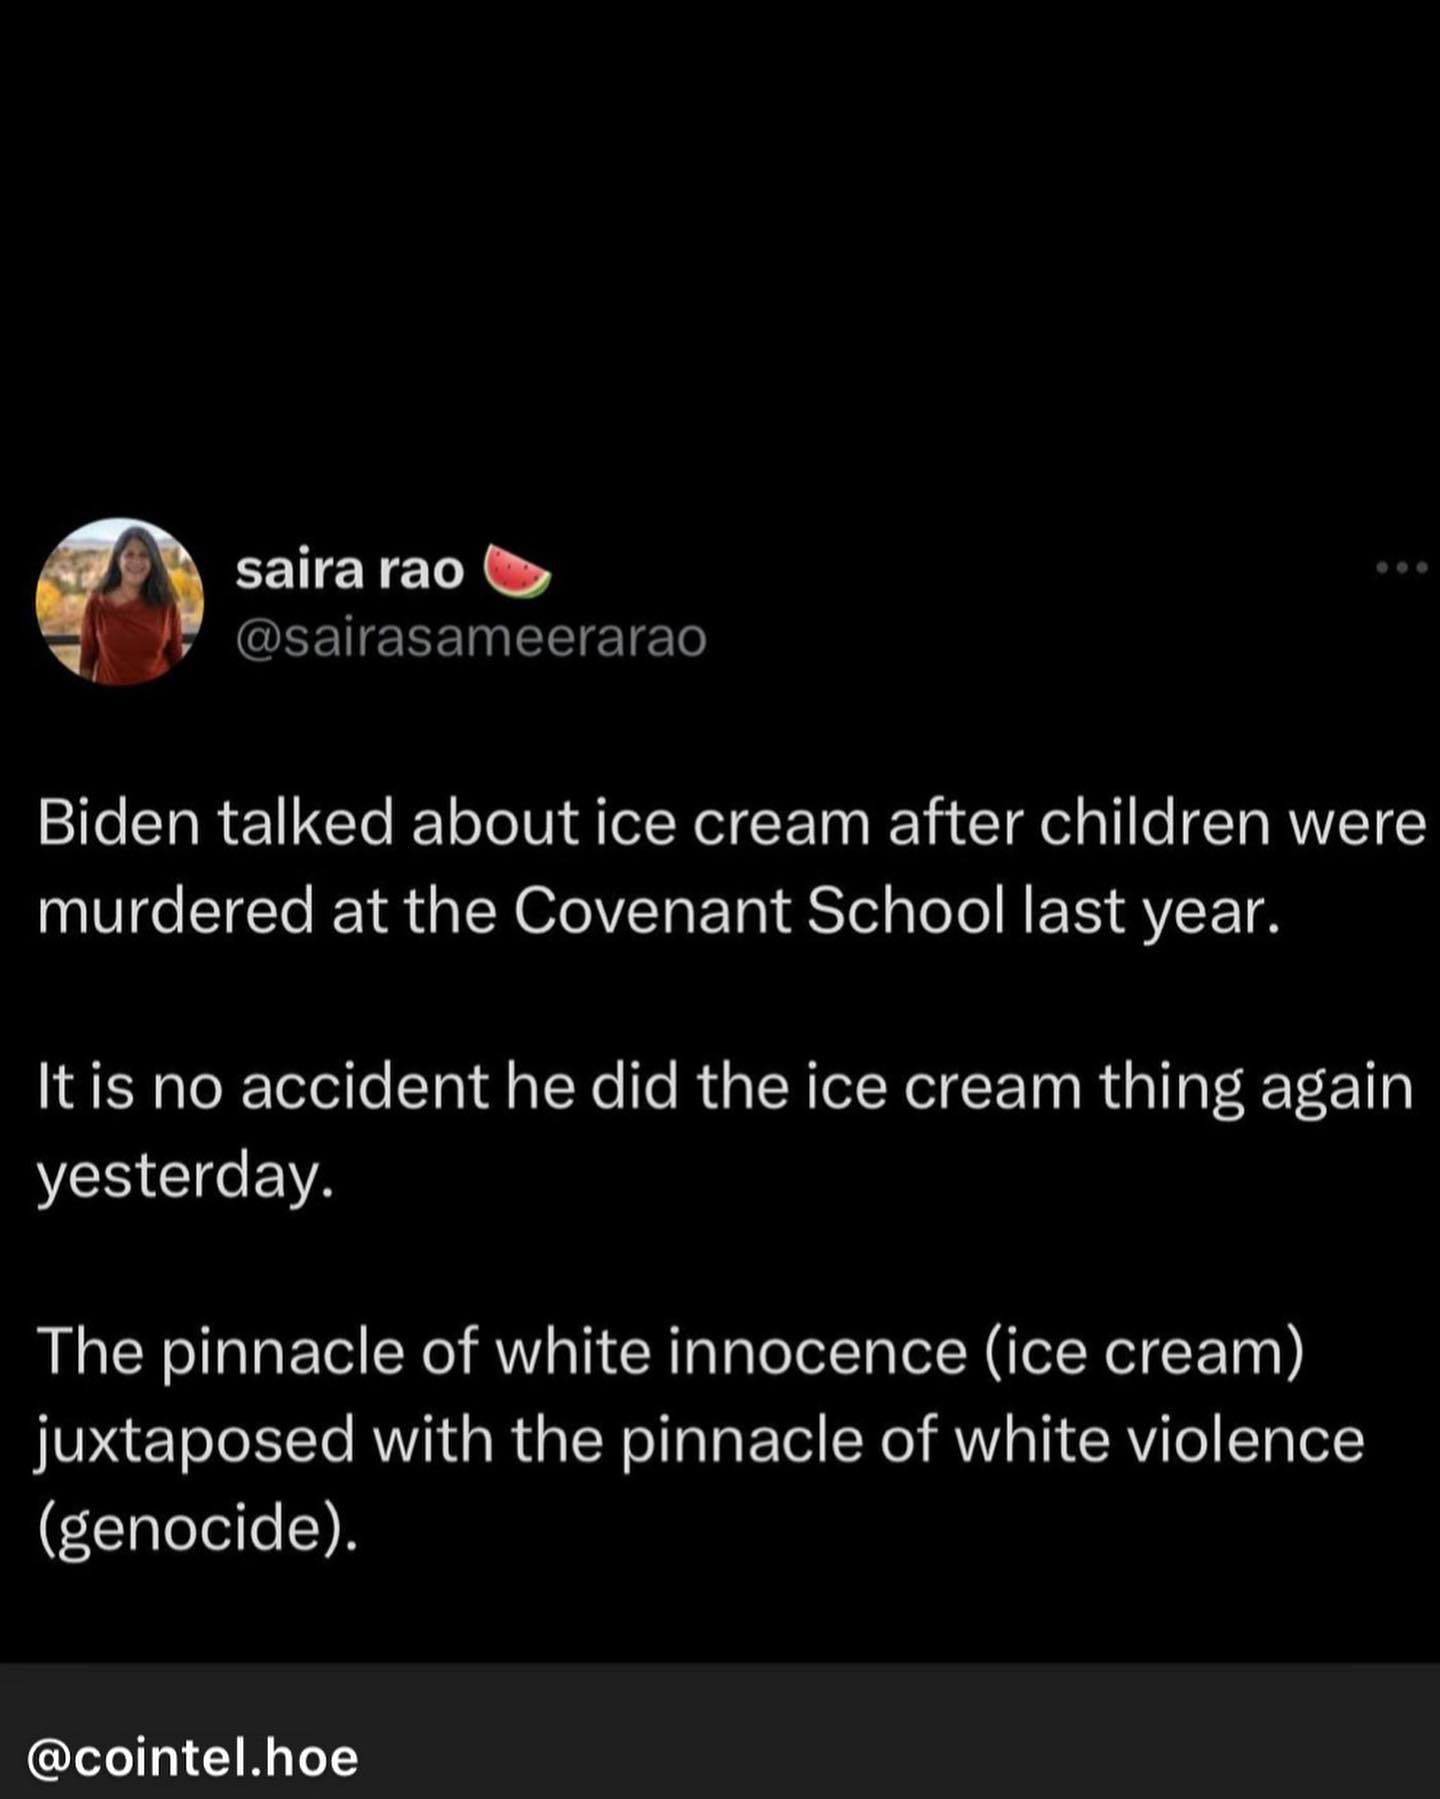 saira rao 🍉
@sairasameerarao
Biden talked about ice cream after children were
murdered at the Covenant School last year.
It is no accident he did the ice cream thing again
yesterday.
The pinnacle of white innocence (ice cream)
juxtaposed with the pinnacle of white violence
(genocide).
@cointel.hoe